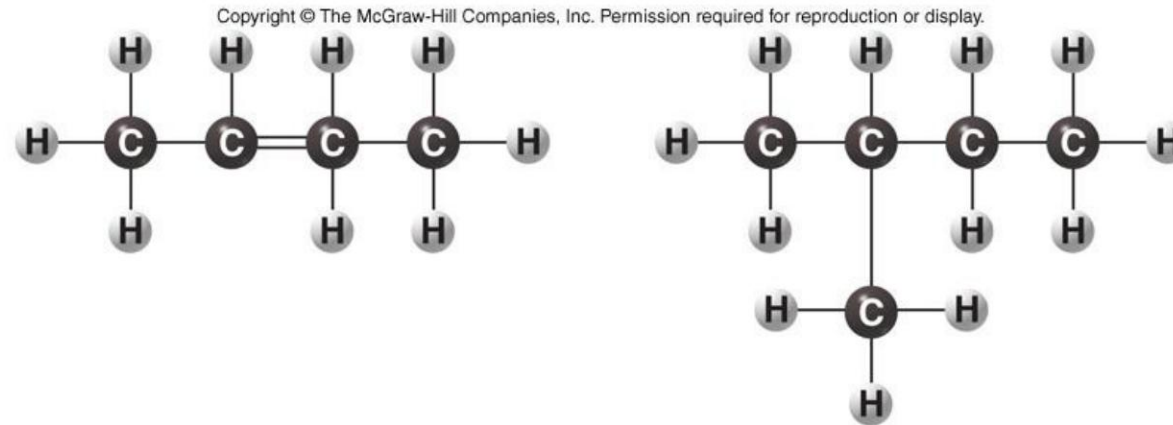 Copyright © The McGraw-Hill Companies, Inc. Permission required for reproduction or display.
H H H H H H H H
H C C C C H H C C C C H
H H H H H H
H C H
H